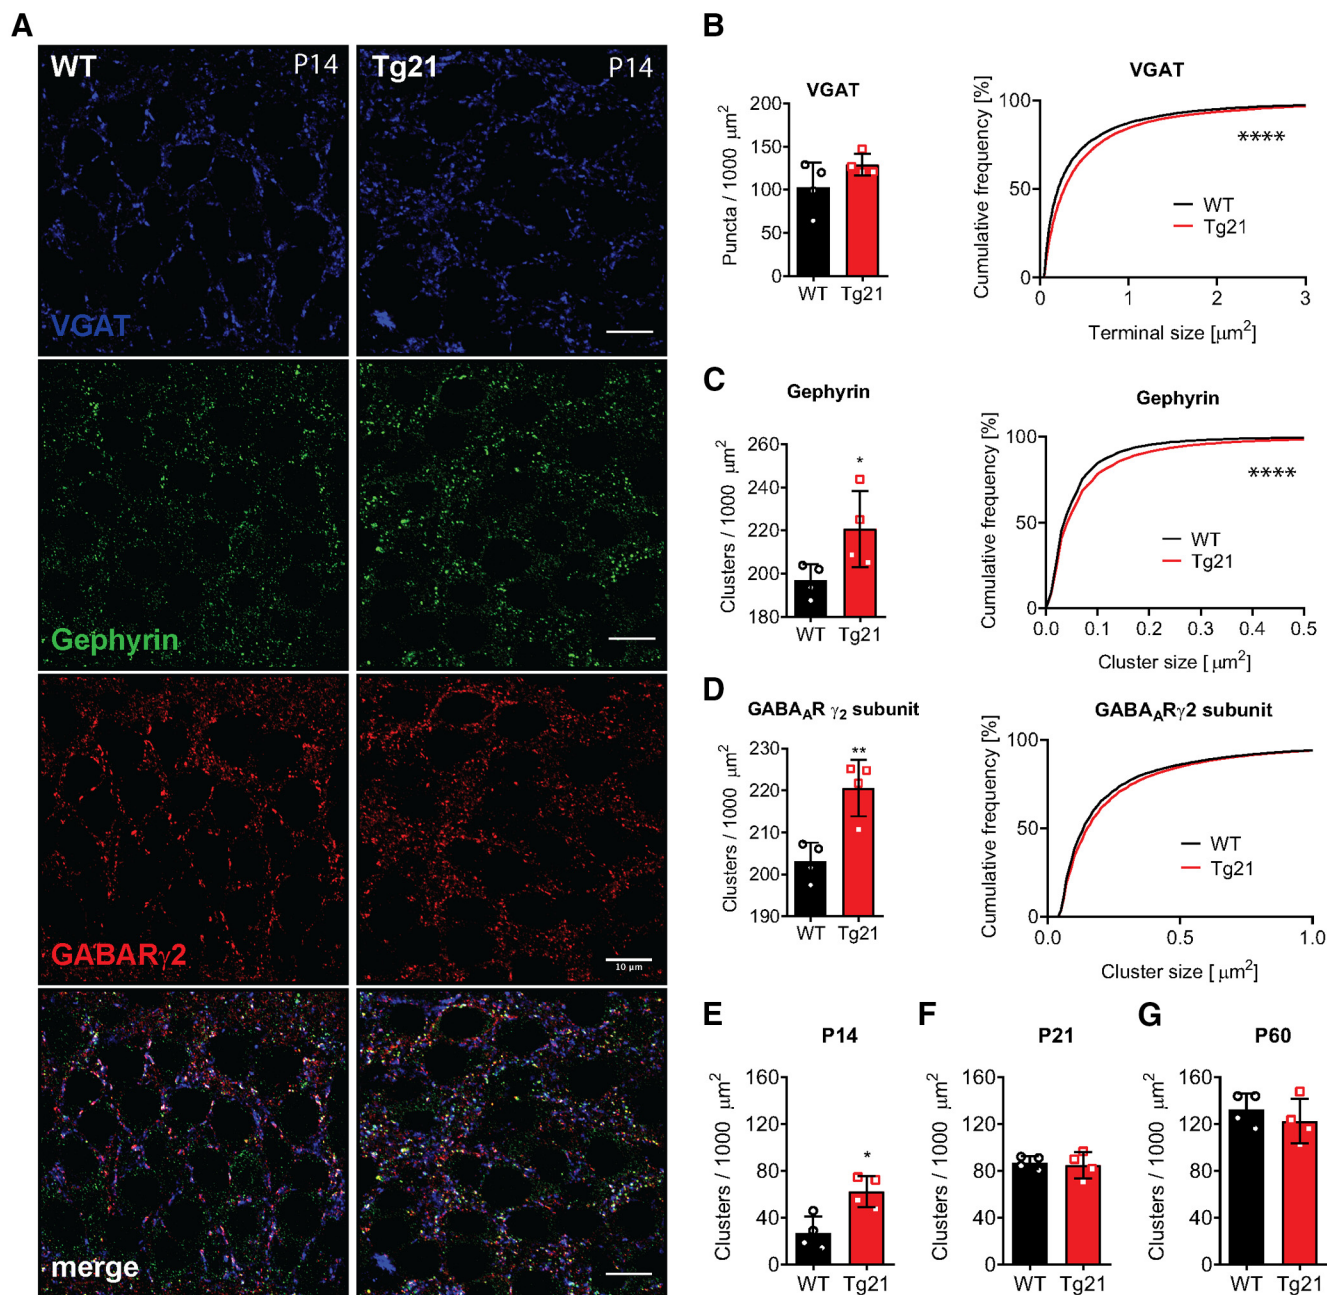 A
WT P14
Tg21 P14
VGAT
Gephyrin
GABARγ2
10 μm
merge
B
VGAT
Puncta / 1000 μm²
200
150
100
50
0
WT Tg21
VGAT
Cumulative frequency [%]
100
50
0
****
WT
Tg21
0 1 2 3
Terminal size [μm²]
C
Gephyrin
Clusters / 1000 μm²
260
240
220
200
180
*
WT Tg21
Gephyrin
Cumulative frequency [%]
100
50
0
****
WT
Tg21
0.0 0.1 0.2 0.3 0.4 0.5
Cluster size [ μm²]
D
GABA_AR γ₂ subunit
Clusters / 1000 μm²
230
220
210
200
190
**
WT Tg21
GABA_ARγ2 subunit
Cumulative frequency [%]
100
50
0
WT
Tg21
0.0 0.5 1.0
Cluster size [ μm²]
E
P14
Clusters / 1000 μm²
160
120
80
40
0
*
WT Tg21
F
P21
Clusters / 1000 μm²
160
120
80
40
0
WT Tg21
G
P60
Clusters / 1000 μm²
160
120
80
40
0
WT Tg21